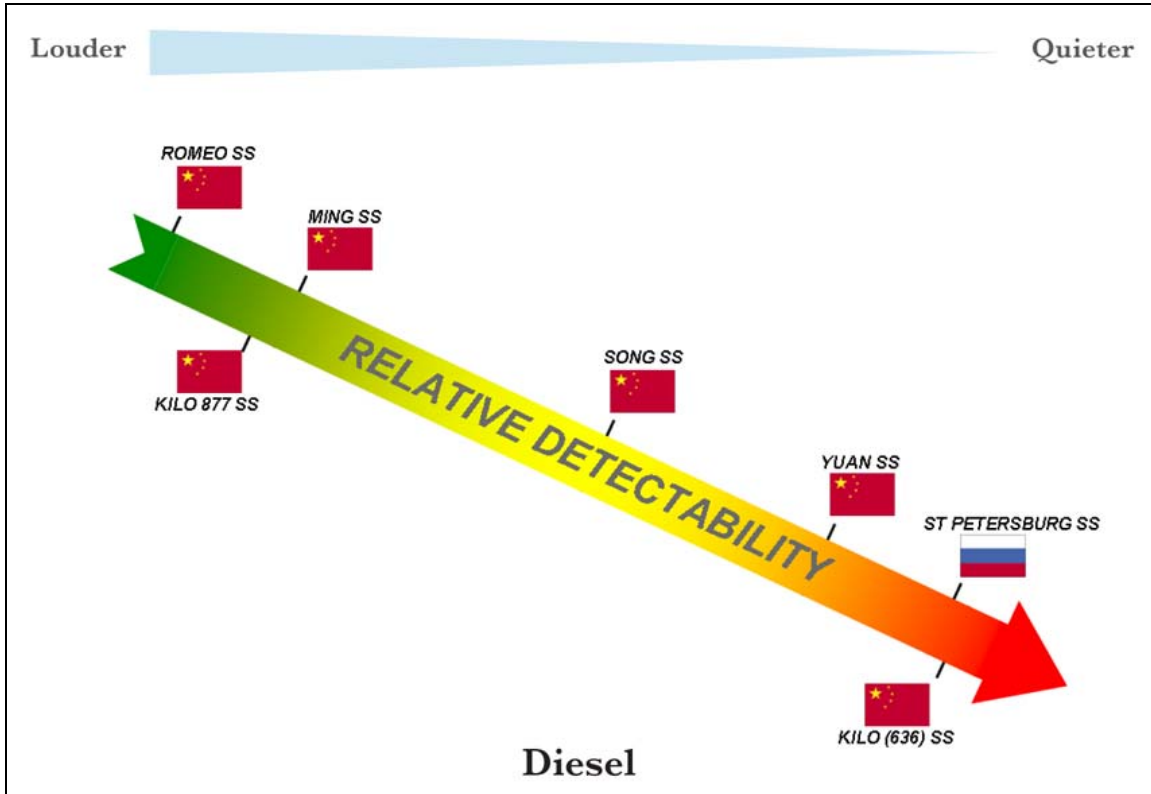 Louder
Quieter
ROMEO SS
MING SS
KILO 877 SS
RELATIVE DETECTABILITY
SONG SS
YUAN SS
ST PETERSBURG SS
KILO (636) SS
Diesel